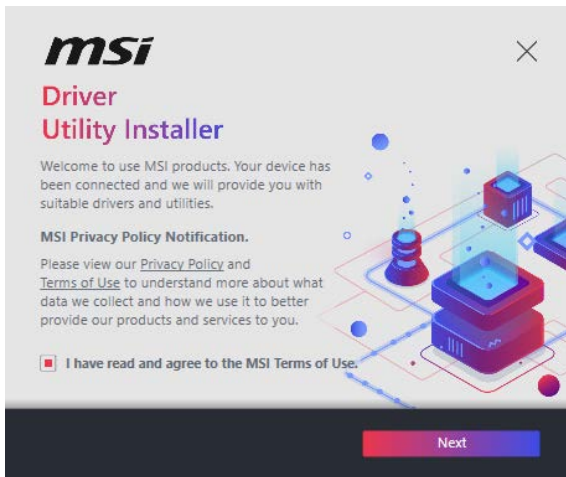 msi
Driver
Utility Installer
Welcome to use MSI products. Your device has
been connected and we will provide you with
suitable drivers and utilities.
MSI Privacy Policy Notification.
Please view our Privacy Policy and
Terms of Use to understand more about what
data we collect and how we use it to better
provide our products and services to you.
I have read and agree to the MSI Terms of Use.
Next